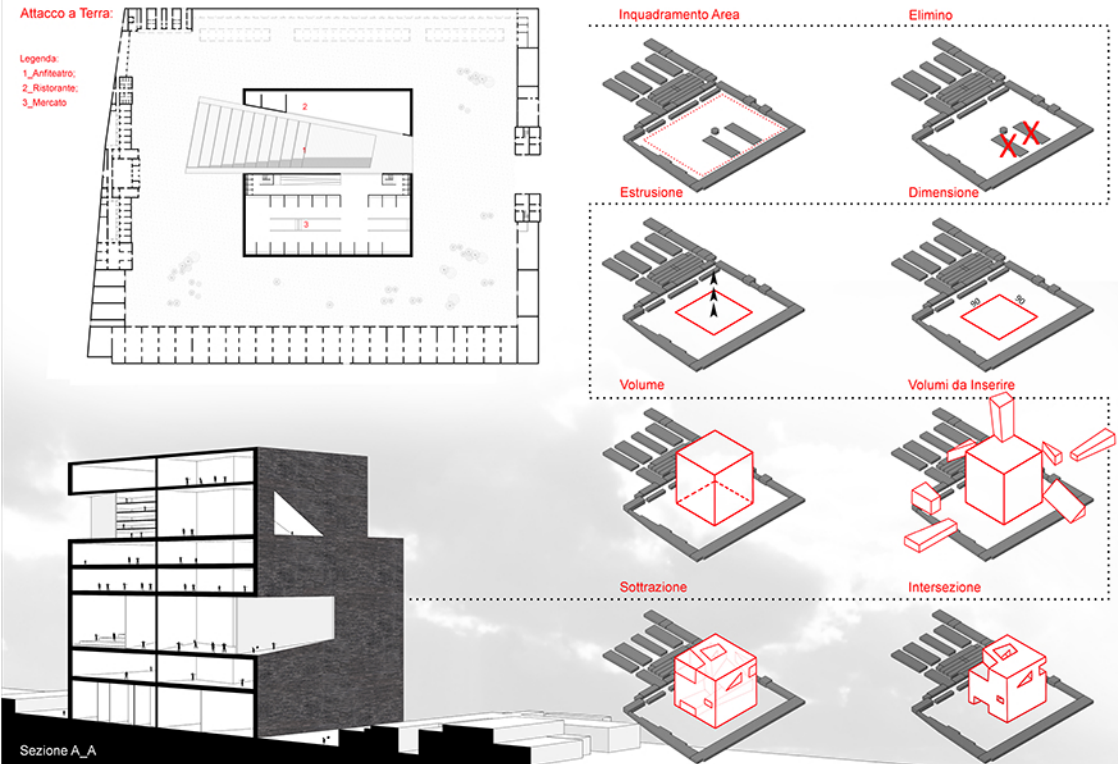 Attacco a Terra:
Legenda:
1_Anfiteatro;
2_Ristorante;
3_Mercato
2
1
3
Inquadramento Area
Elimino
Estrusione
Dimensione
90
90
Volume
Volumi da Inserire
Sottrazione
Intersezione
Sezione A_A